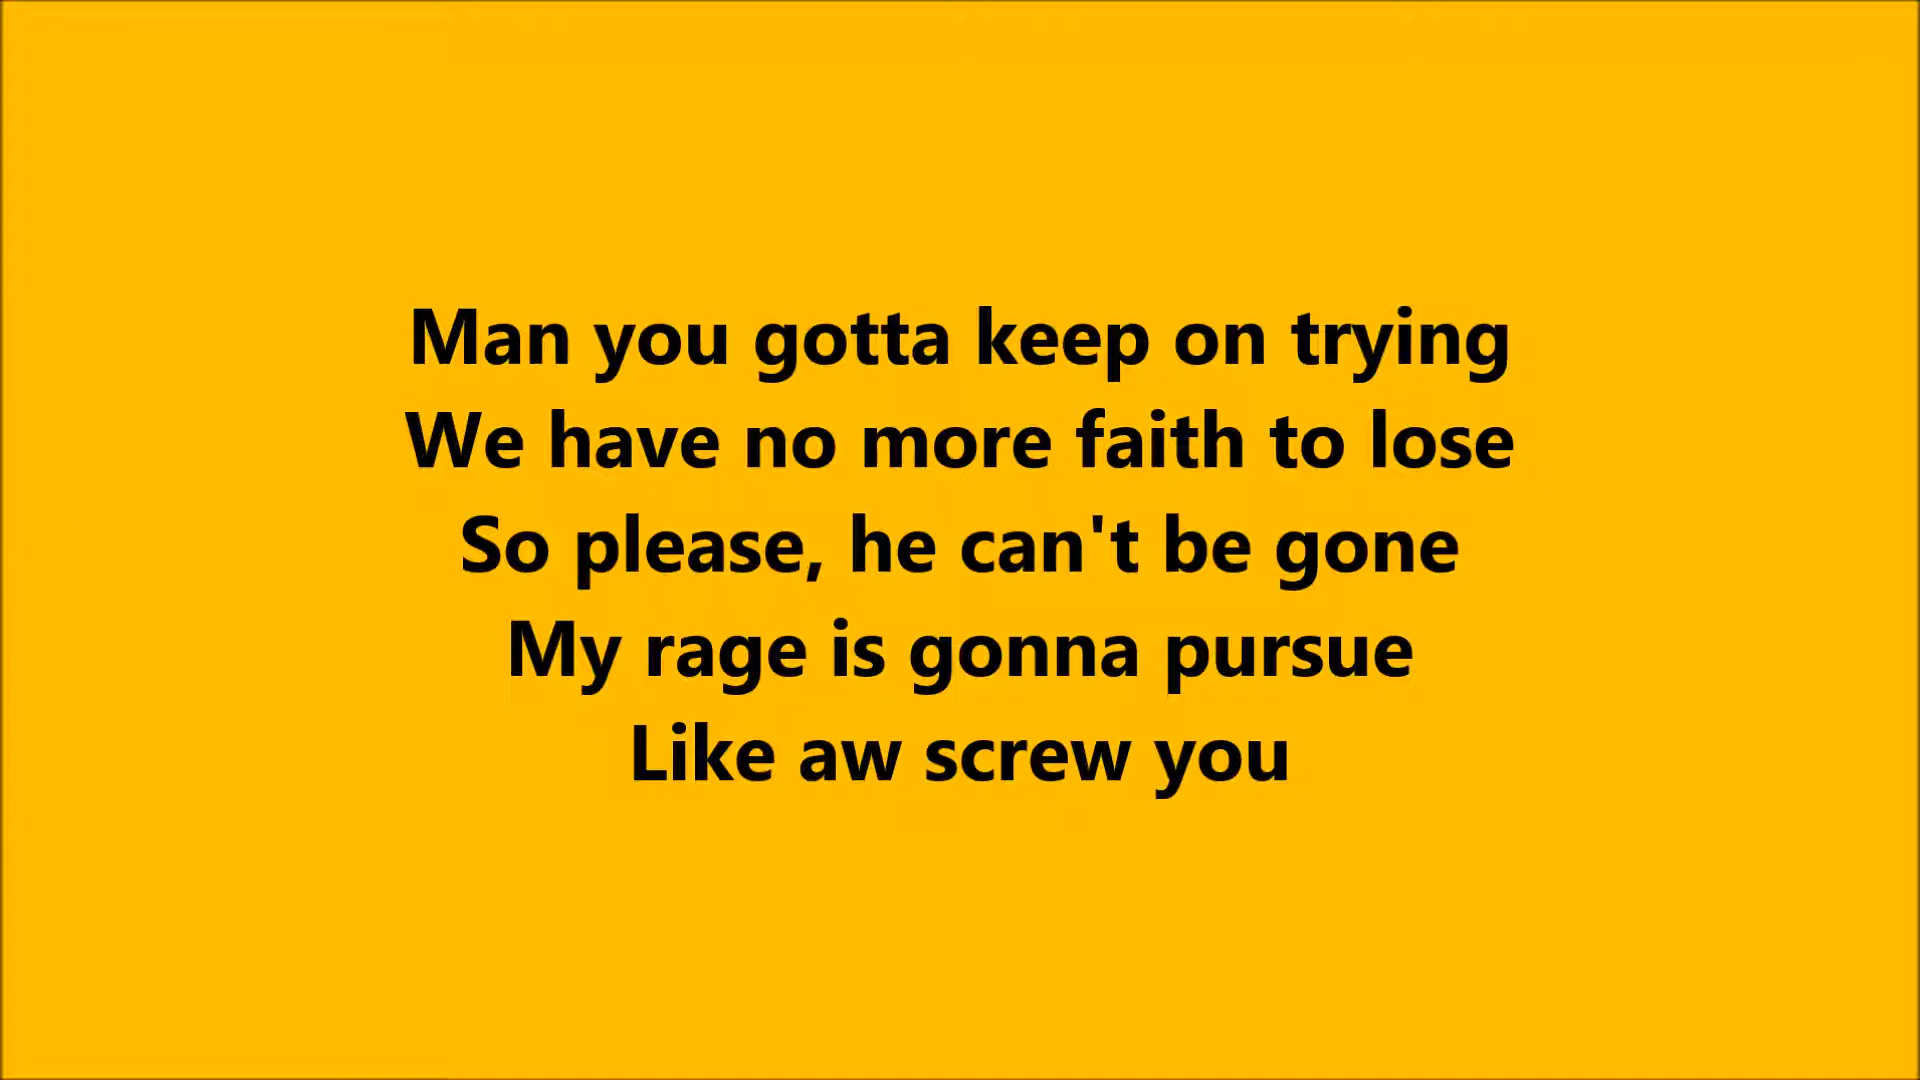 Man you gotta keep on trying
We have no more faith to lose
So please, he can't be gone
My rage is gonna pursue
Like aw screw you